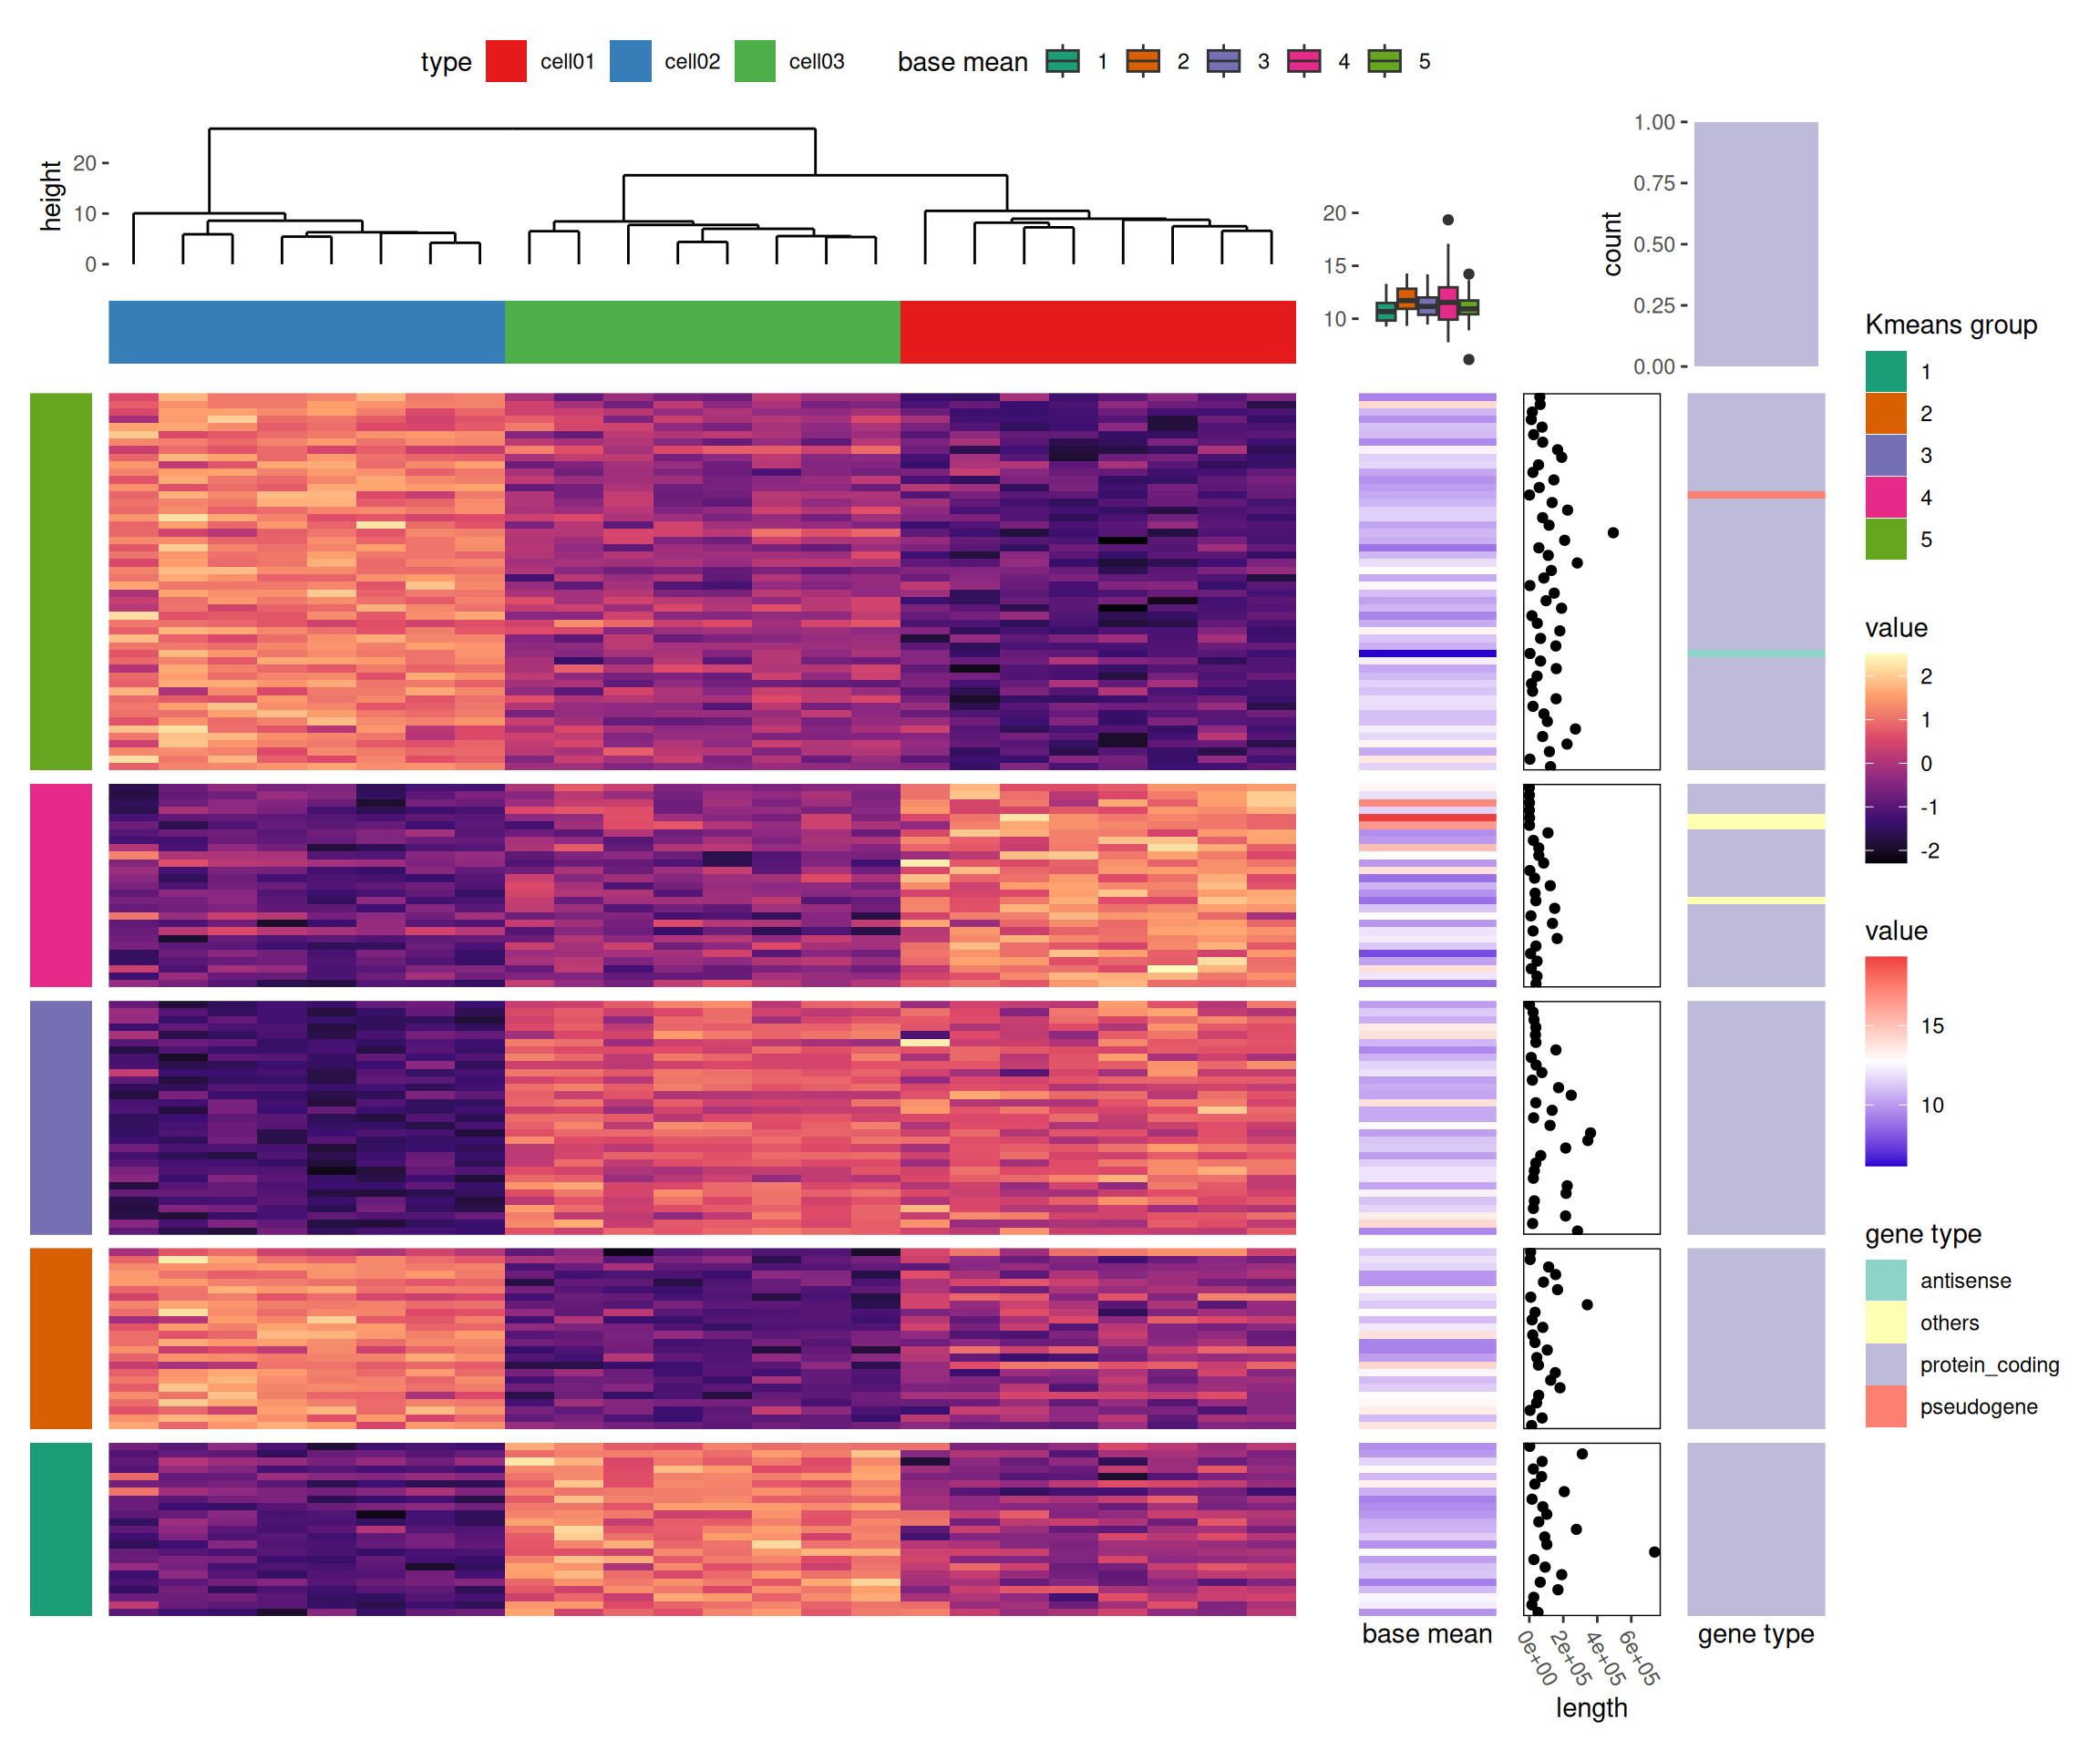 type cell01 cell02 cell03 base mean 1 2 3 4 5
height
20
10
0
20
15
10
count
1.00
0.75
0.50
0.25
0.00
Kmeans group
1
2
3
4
5
value
2
1
0
-1
-2
value
15
10
gene type
antisense
others
protein_coding
pseudogene
base mean
0e+00 2e+05 4e+05 6e+05
length
gene type